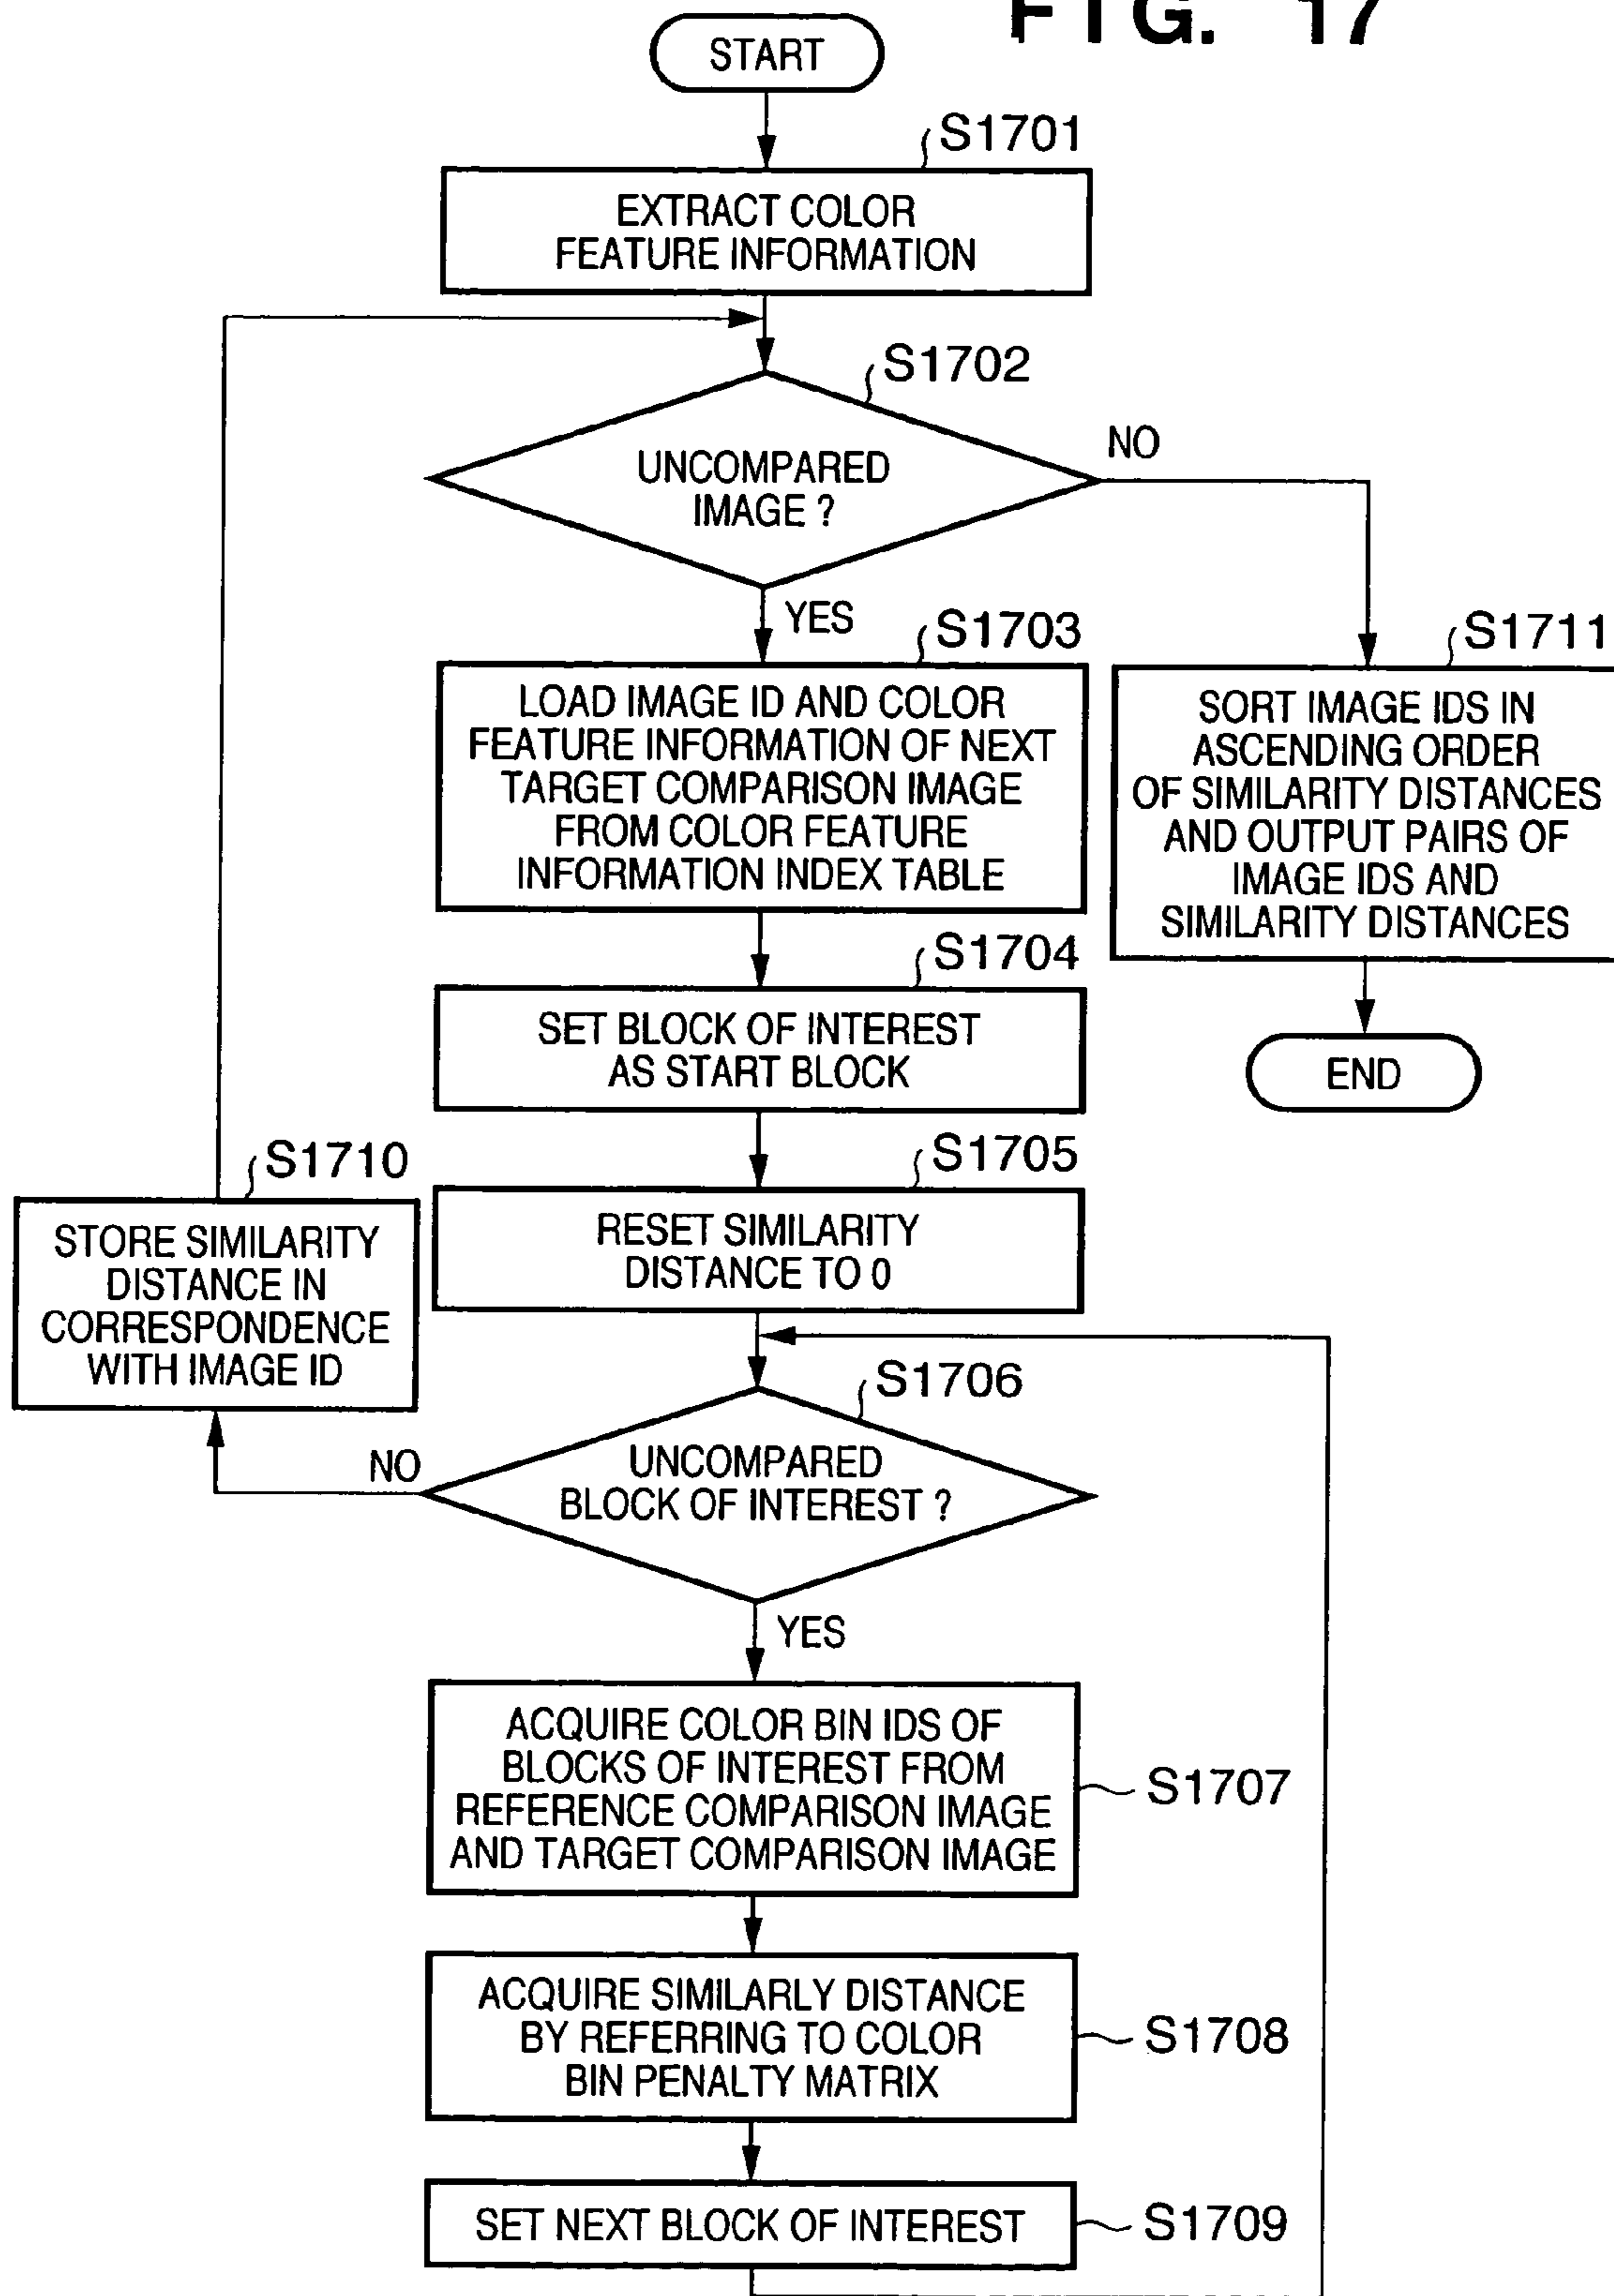 FIG. 17
START
S1701
EXTRACT COLOR
FEATURE INFORMATION
S1702
UNCOMPARED
IMAGE ?
NO
YES
S1703
LOAD IMAGE ID AND COLOR
FEATURE INFORMATION OF NEXT
TARGET COMPARISON IMAGE
FROM COLOR FEATURE
INFORMATION INDEX TABLE
S1711
SORT IMAGE IDS IN
ASCENDING ORDER
OF SIMILARITY DISTANCES
AND OUTPUT PAIRS OF
IMAGE IDS AND
SIMILARITY DISTANCES
END
S1704
SET BLOCK OF INTEREST
AS START BLOCK
S1705
RESET SIMILARITY
DISTANCE TO 0
S1710
STORE SIMILARITY
DISTANCE IN
CORRESPONDENCE
WITH IMAGE ID
S1706
UNCOMPARED
BLOCK OF INTEREST ?
NO
YES
ACQUIRE COLOR BIN IDS OF
BLOCKS OF INTEREST FROM
REFERENCE COMPARISON IMAGE
AND TARGET COMPARISON IMAGE
S1707
ACQUIRE SIMILARLY DISTANCE
BY REFERRING TO COLOR
BIN PENALTY MATRIX
S1708
SET NEXT BLOCK OF INTEREST
S1709